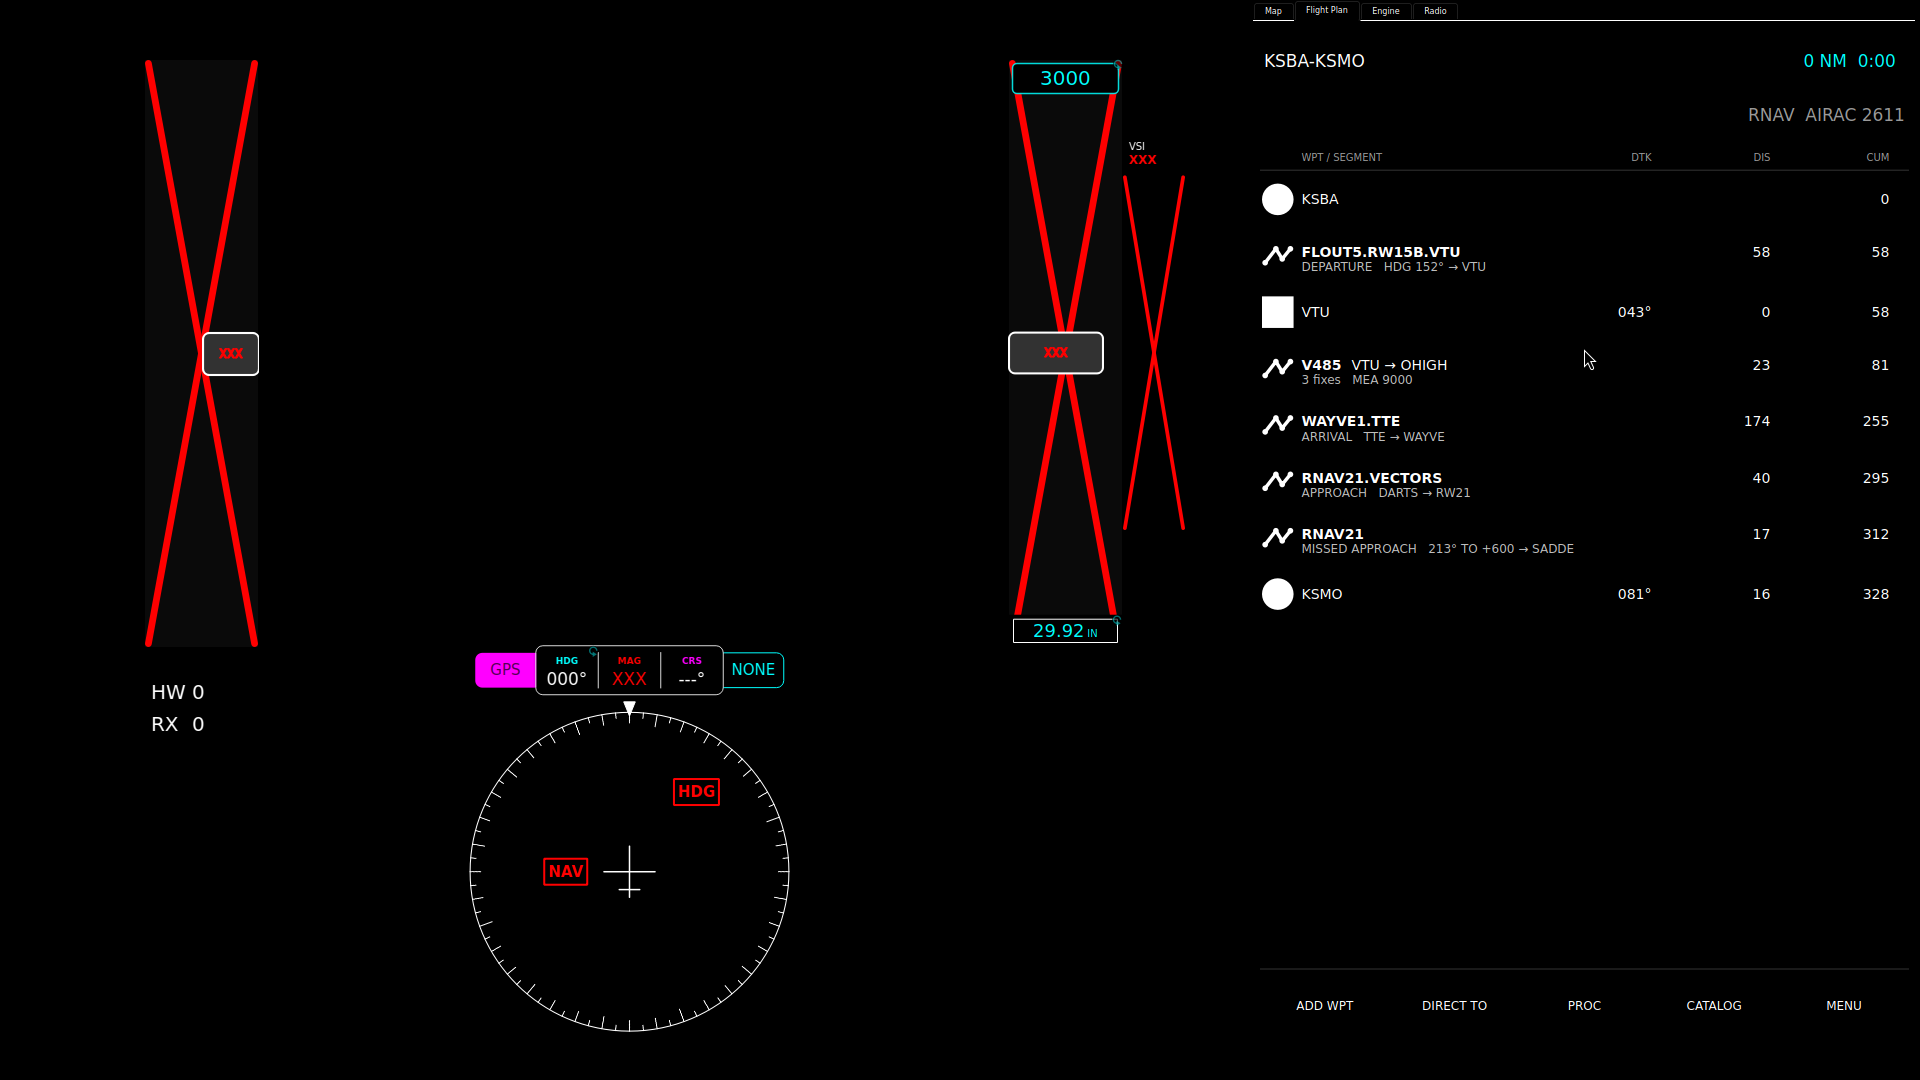 Map Flight Plan Engine Radio
KSBA-KSMO 0 NM 0:00
RNAV AIRAC 2611
WPT / SEGMENT DTK DIS CUM
KSBA 0
FLOUT5.RW15B.VTU 58 58
DEPARTURE HDG 152° → VTU
VTU 043° 0 58
V485 VTU → OHIGH 23 81
3 fixes MEA 9000
WAYVE1.TTE 174 255
ARRIVAL TTE → WAYVE
RNAV21.VECTORS 40 295
APPROACH DARTS → RW21
RNAV21 17 312
MISSED APPROACH 213° TO +600 → SADDE
KSMO 081° 16 328
ADD WPT DIRECT TO PROC CATALOG MENU
3000
VSI
XXX
XXX
XXX
29.92 IN
HW 0
RX 0
GPS
HDG
000°
MAG
XXX
CRS
---°
NONE
HDG
NAV